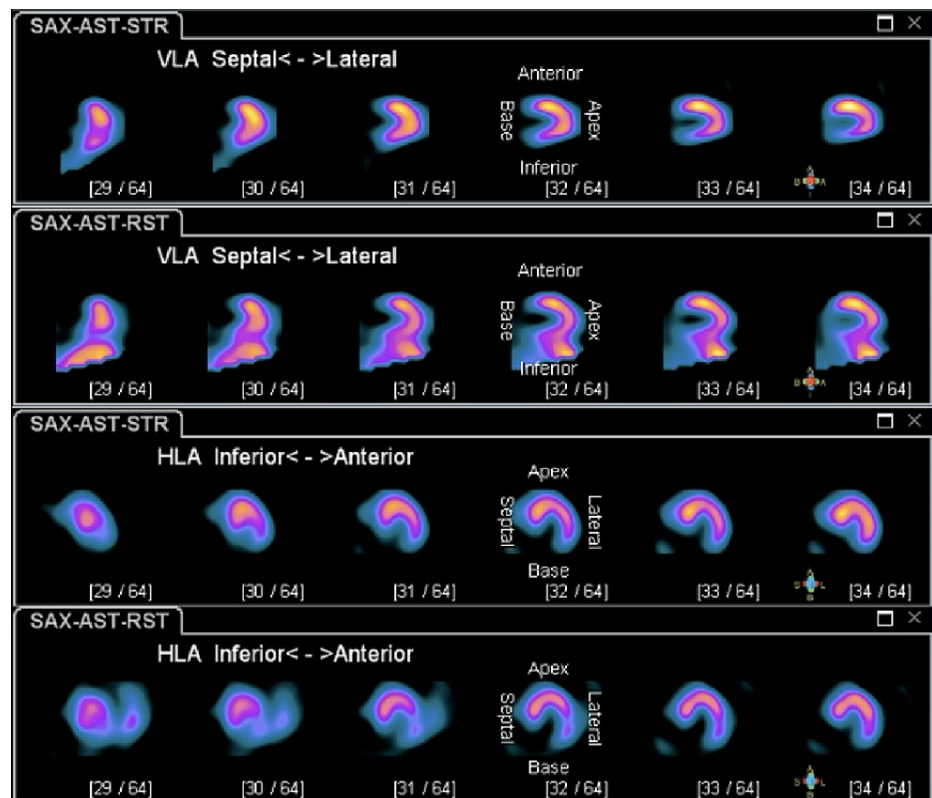 SAX-AST-STR
VLA Septal< - >Lateral
Anterior
Base
Apex
Inferior
[29 / 64] [30 / 64] [31 / 64] [32 / 64] [33 / 64] [34 / 64]
SAX-AST-RST
VLA Septal< - >Lateral
Anterior
Base
Apex
Inferior
[29 / 64] [30 / 64] [31 / 64] [32 / 64] [33 / 64] [34 / 64]
SAX-AST-STR
HLA Inferior< - >Anterior
Apex
Septal
Lateral
Base
[29 / 64] [30 / 64] [31 / 64] [32 / 64] [33 / 64] [34 / 64]
SAX-AST-RST
HLA Inferior< - >Anterior
Apex
Septal
Lateral
Base
[29 / 64] [30 / 64] [31 / 64] [32 / 64] [33 / 64] [34 / 64]